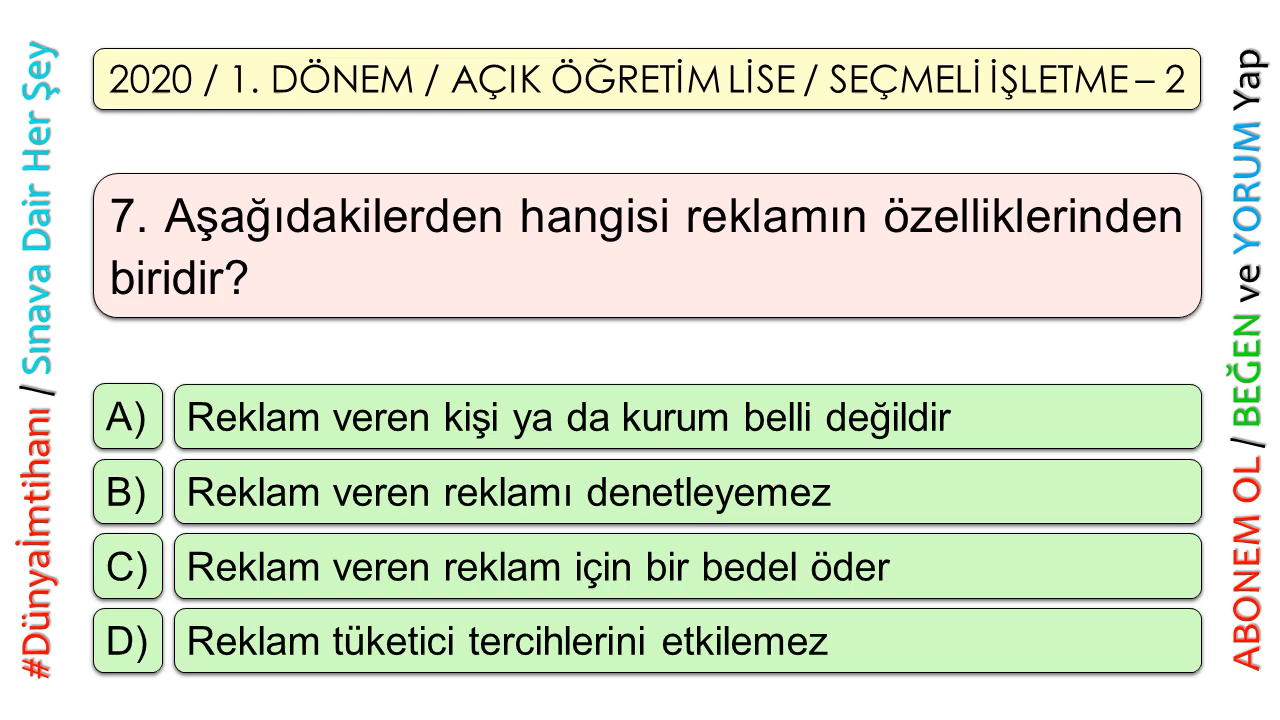 #Dünyaİmtihanı / Sınava Dair Her Şey
2020 / 1. DÖNEM / AÇIK ÖĞRETİM LİSE / SEÇMELİ İŞLETME – 2
7. Aşağıdakilerden hangisi reklamın özelliklerinden
biridir?
A) Reklam veren kişi ya da kurum belli değildir
B) Reklam veren reklamı denetleyemez
C) Reklam veren reklam için bir bedel öder
D) Reklam tüketici tercihlerini etkilemez
ABONEM OL / BEĞEN ve YORUM Yap